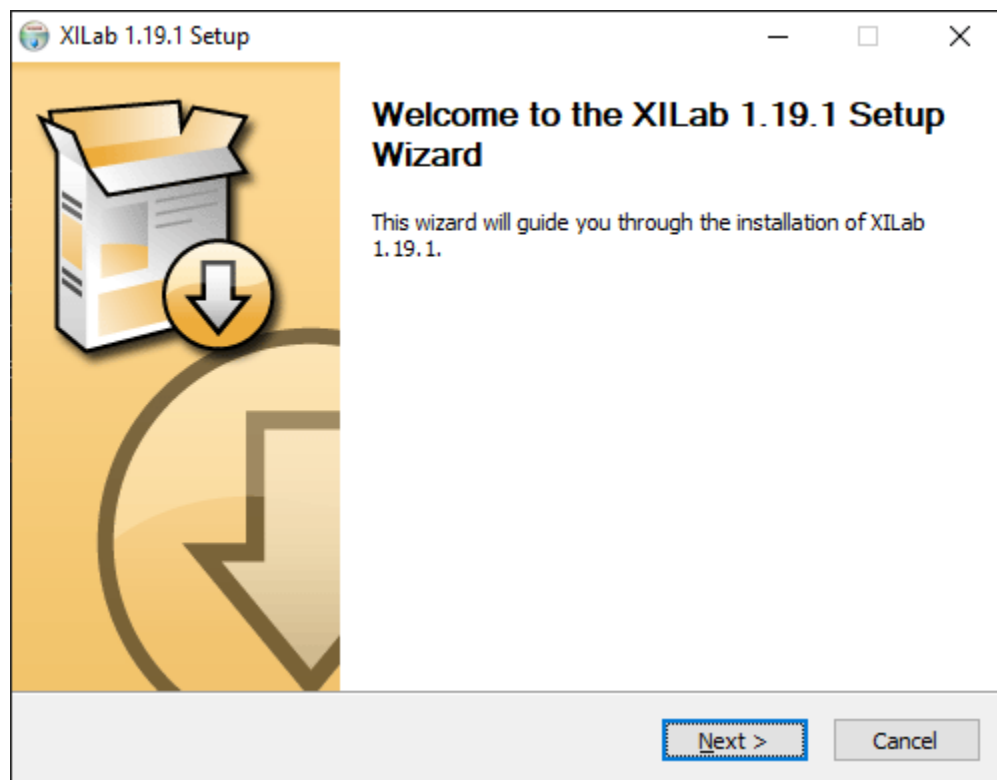 XILab 1.19.1 Setup
Welcome to the XILab 1.19.1 Setup
Wizard
This wizard will guide you through the installation of XILab
1.19.1.
Next >
Cancel